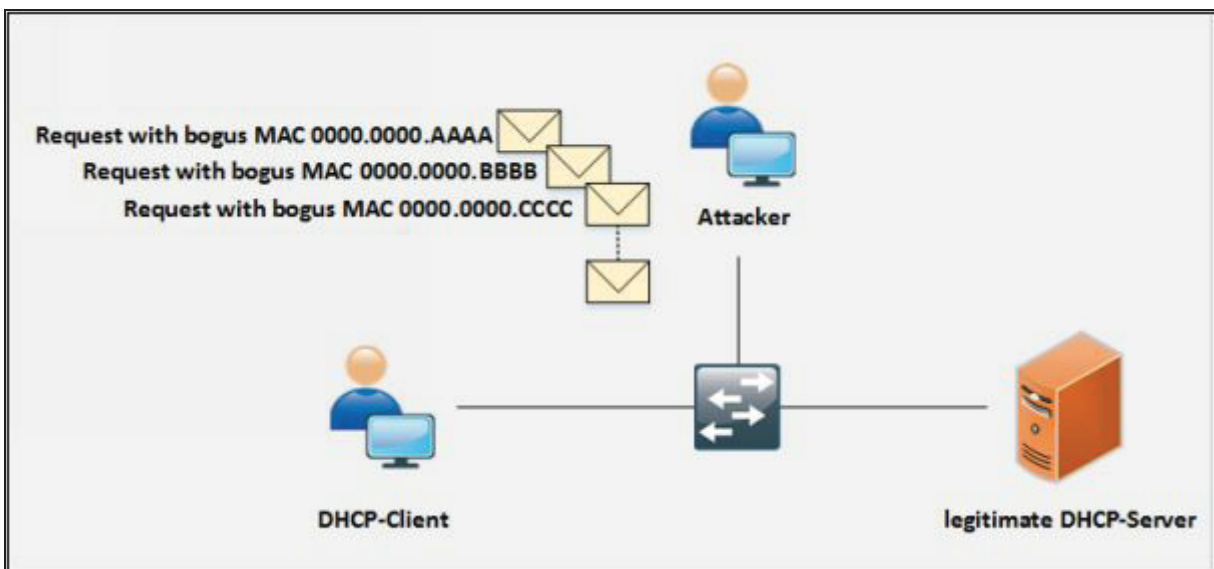 Request with bogus MAC 0000.0000.AAAA
Request with bogus MAC 0000.0000.BBBB
Request with bogus MAC 0000.0000.CCCC
Attacker
DHCP-Client
legitimate DHCP-Server